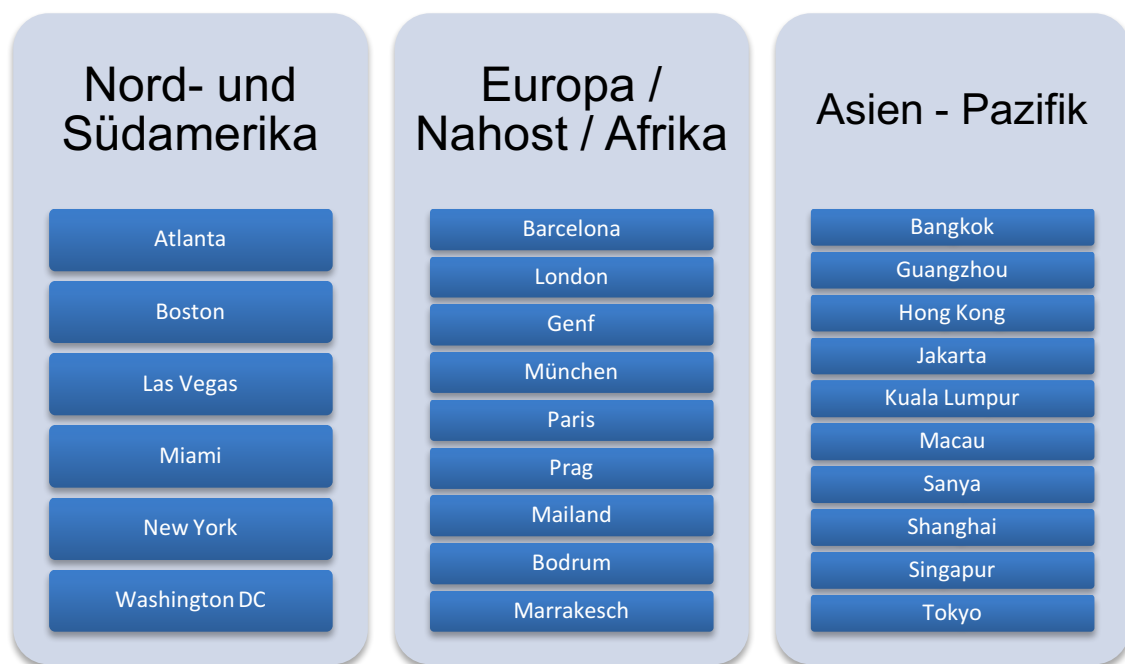 Nord- und
Südamerika
Atlanta
Boston
Las Vegas
Miami
New York
Washington DC
Europa /
Nahost / Afrika
Barcelona
London
Genf
München
Paris
Prag
Mailand
Bodrum
Marrakesch
Asien - Pazifik
Bangkok
Guangzhou
Hong Kong
Jakarta
Kuala Lumpur
Macau
Sanya
Shanghai
Singapur
Tokyo